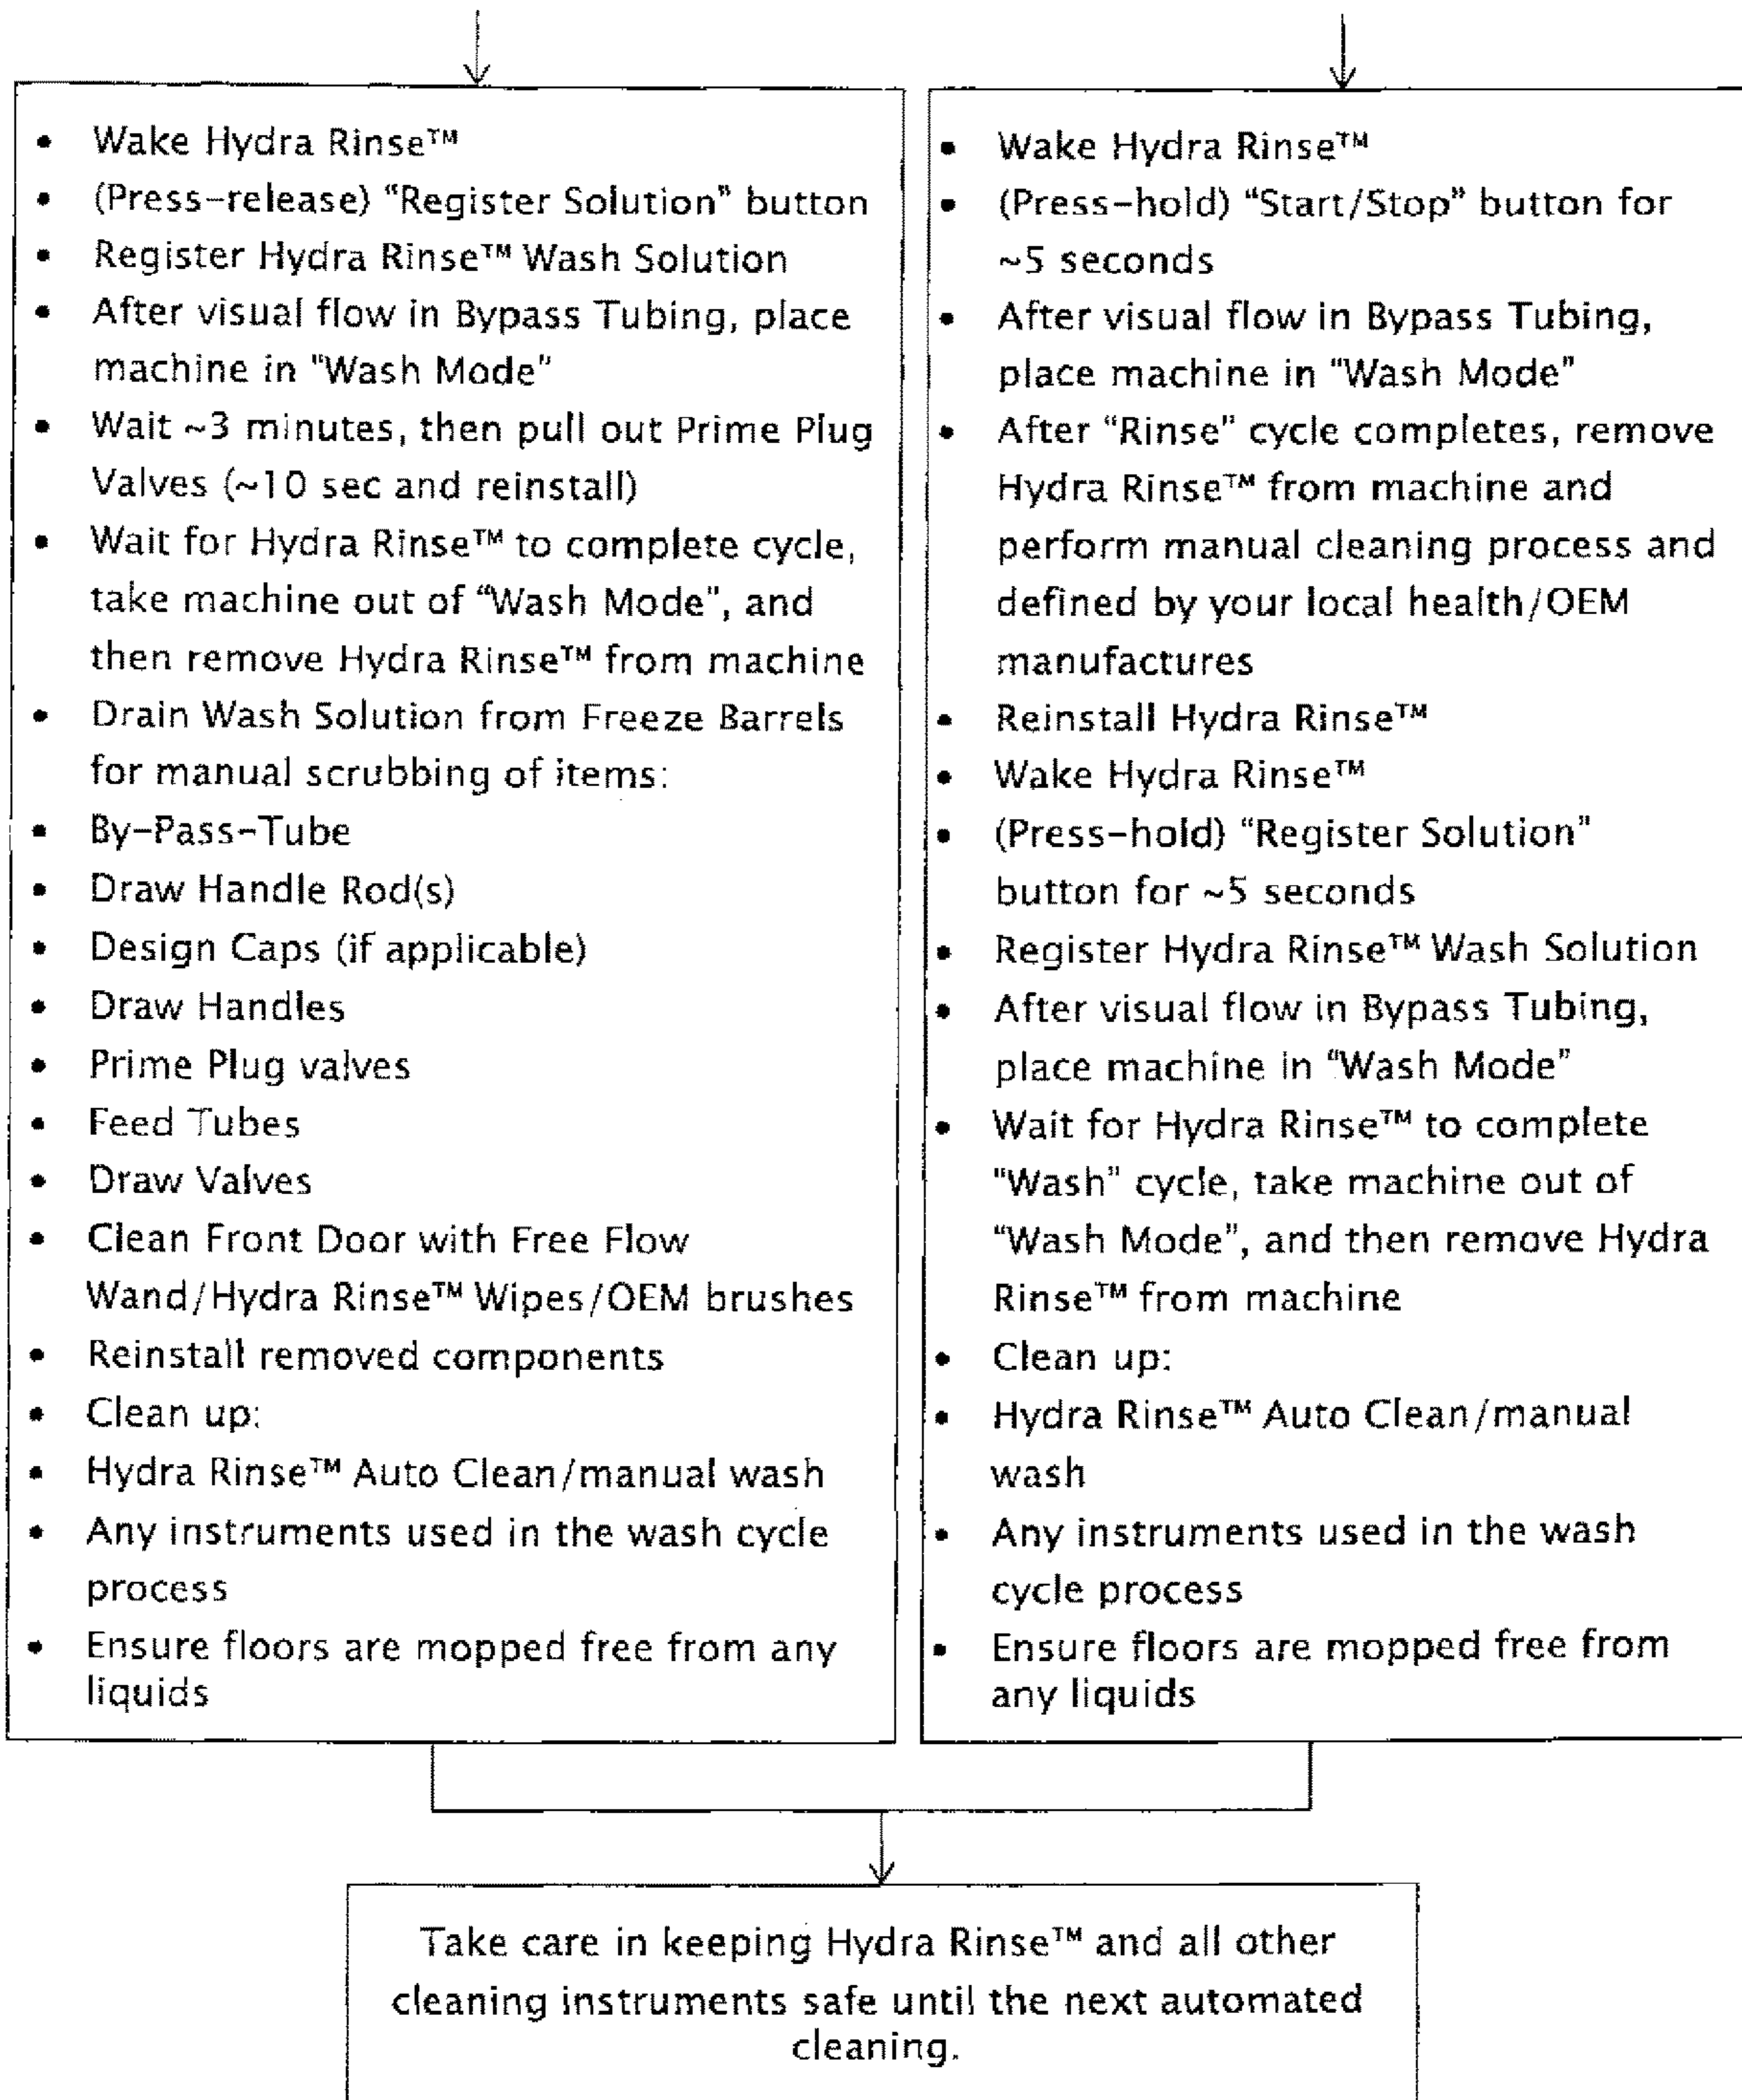 • Wake Hydra Rinse™
• (Press-release) “Register Solution” button
• Register Hydra Rinse™ Wash Solution
• After visual flow in Bypass Tubing, place
machine in "Wash Mode"
• Wait ~3 minutes, then pull out Prime Plug
Valves (~10 sec and reinstall)
• Wait for Hydra Rinse™ to complete cycle,
take machine out of “Wash Mode”, and
then remove Hydra Rinse™ from machine
• Drain Wash Solution from Freeze Barrels
for manual scrubbing of items:
• By-Pass-Tube
• Draw Handle Rod(s)
• Design Caps (if applicable)
• Draw Handles
• Prime Plug valves
• Feed Tubes
• Draw Valves
• Clean Front Door with Free Flow
Wand/Hydra Rinse™ Wipes/OEM brushes
• Reinstall removed components
• Clean up:
• Hydra Rinse™ Auto Clean/manual wash
• Any instruments used in the wash cycle
process
• Ensure floors are mopped free from any
liquids
• Wake Hydra Rinse™
• (Press-hold) “Start/Stop” button for
~5 seconds
• After visual flow in Bypass Tubing,
place machine in “Wash Mode”
• After “Rinse” cycle completes, remove
Hydra Rinse™ from machine and
perform manual cleaning process and
defined by your local health/OEM
manufactures
• Reinstall Hydra Rinse™
• Wake Hydra Rinse™
• (Press-hold) “Register Solution”
button for ~5 seconds
• Register Hydra Rinse™ Wash Solution
• After visual flow in Bypass Tubing,
place machine in “Wash Mode”
• Wait for Hydra Rinse™ to complete
"Wash” cycle, take machine out of
“Wash Mode”, and then remove Hydra
Rinse™ from machine
• Clean up:
• Hydra Rinse™ Auto Clean/manual
wash
• Any instruments used in the wash
cycle process
• Ensure floors are mopped free from
any liquids
Take care in keeping Hydra Rinse™ and all other
cleaning instruments safe until the next automated
cleaning.